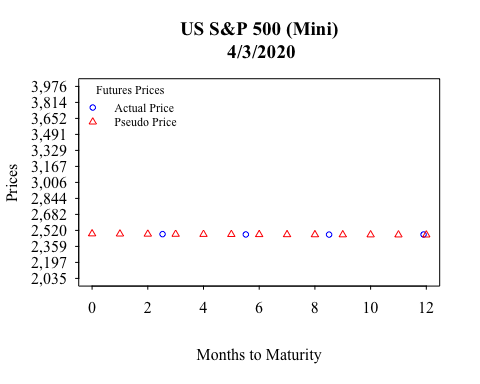 US S&P 500 (Mini)
4/3/2020
Futures Prices
Actual Price
Pseudo Price
Prices
3,976
3,814
3,652
3,491
3,329
3,167
3,006
2,844
2,682
2,520
2,359
2,197
2,035
0 2 4 6 8 10 12
Months to Maturity